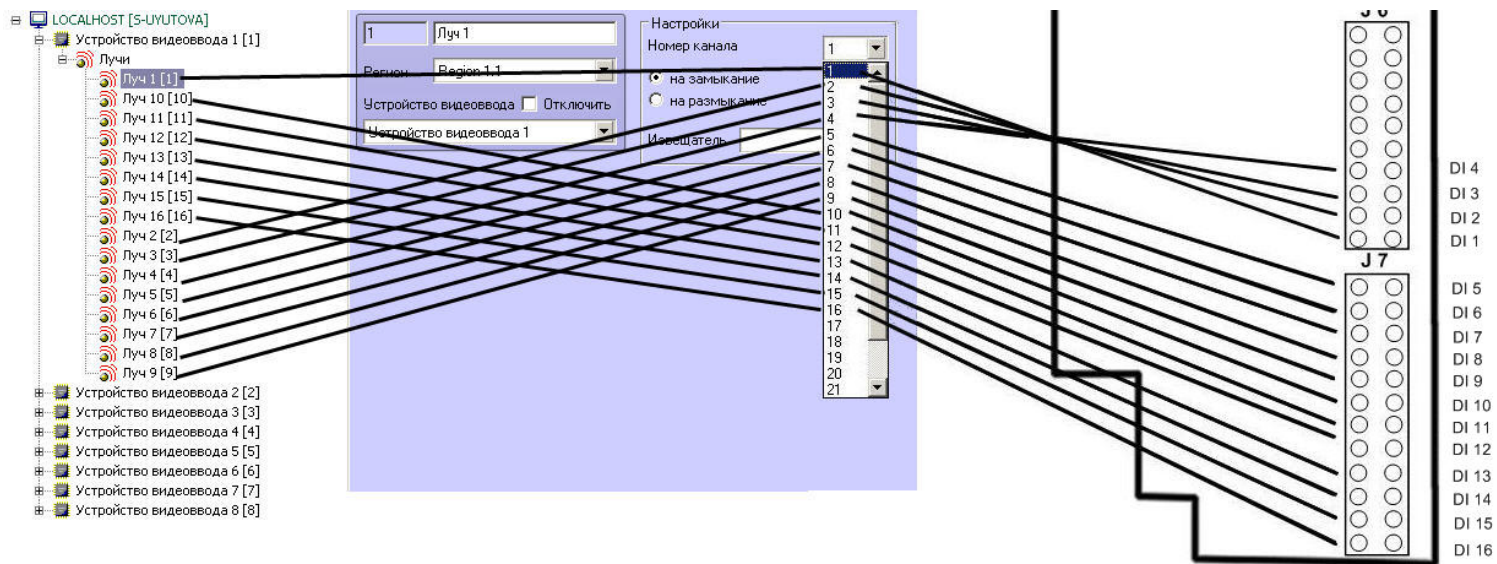 LOCALHOST [S-UYUTOVA]
Устройство видеоввода 1 [1]
Лучи
Луч 1 [1]
Луч 10 [10]
Луч 11 [11]
Луч 12 [12]
Луч 13 [13]
Луч 14 [14]
Луч 15 [15]
Луч 16 [16]
Луч 2 [2]
Луч 3 [3]
Луч 4 [4]
Луч 5 [5]
Луч 6 [6]
Луч 7 [7]
Луч 8 [8]
Луч 9 [9]
Устройство видеоввода 2 [2]
Устройство видеоввода 3 [3]
Устройство видеоввода 4 [4]
Устройство видеоввода 5 [5]
Устройство видеоввода 6 [6]
Устройство видеоввода 7 [7]
Устройство видеоввода 8 [8]
1 Луч 1
Регион Region 1.1
Устройство видеоввода Отключить
Устройство видеоввода 1
Настройки
Номер канала 1
на замыкание
на размыкание
Извещатель
1
2
3
4
5
6
7
8
9
10
11
12
13
14
15
16
17
18
19
20
21
J 6
DI 4
DI 3
DI 2
DI 1
J 7
DI 5
DI 6
DI 7
DI 8
DI 9
DI 10
DI 11
DI 12
DI 13
DI 14
DI 15
DI 16